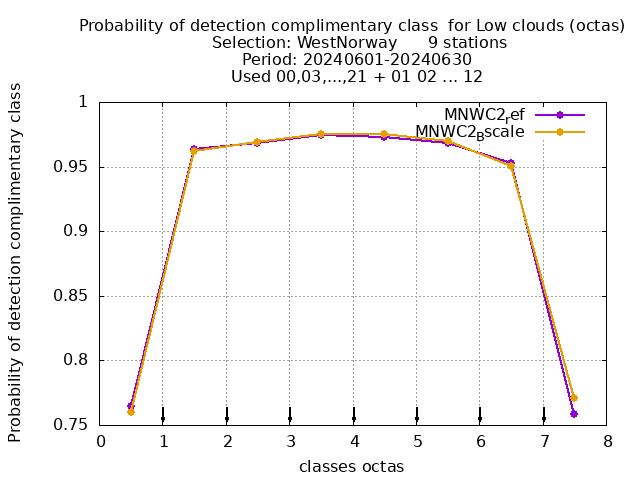 Probability of detection complimentary class  for Low clouds (octas)
Selection: WestNorway      9 stations
Period: 20240601-20240630
Used 00,03,...,21 + 01 02 ... 12
MNWC2ref
MNWC2Bscale
Probability of detection complimentary class
1
0.95
0.9
0.85
0.8
0.75
0 1 2 3 4 5 6 7 8
classes octas